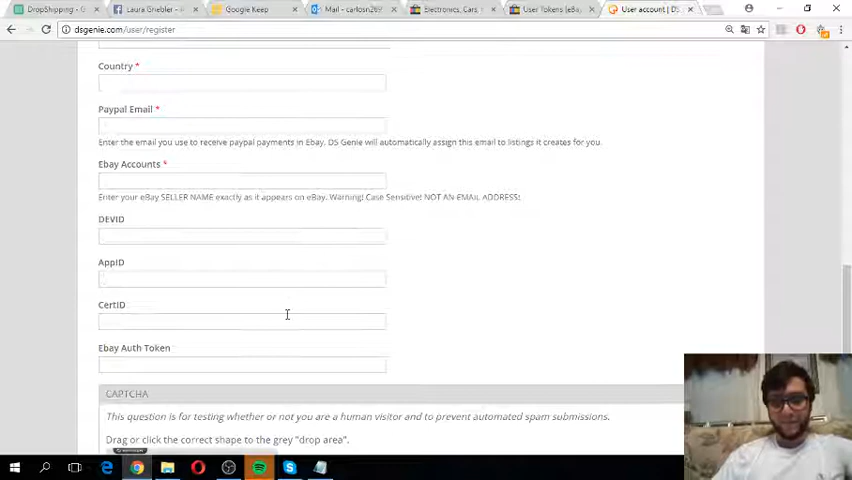 DropShipping - G
Laura Griebler -
Google Keep
Mail - carlosn269
Electronics, Cars,
User Tokens (eBa
User account | DS
dsgenie.com/user/register
Country *
Paypal Email *
Enter the email you use to receive paypal payments in Ebay. DS Genie will automatically assign this email to listings it creates for you.
Ebay Accounts *
Enter your eBay SELLER NAME exactly as it appears on eBay. Warning! Case Sensitive! NOT AN EMAIL ADDRESS!
DEVID
AppID
CertID
Ebay Auth Token
CAPTCHA
This question is for testing whether or not you are a human visitor and to prevent automated spam submissions.
Drag or click the correct shape to the grey "drop area".